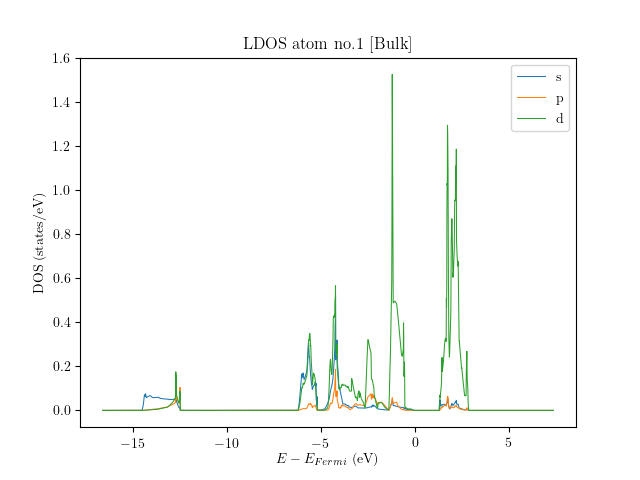 LDOS atom no.1 [Bulk]
1.6
1.4
1.2
1.0
0.8
0.6
0.4
0.2
0.0
DOS (states/eV)
s
p
d
−15
−10
−5
0
5
E − E_Fermi (eV)